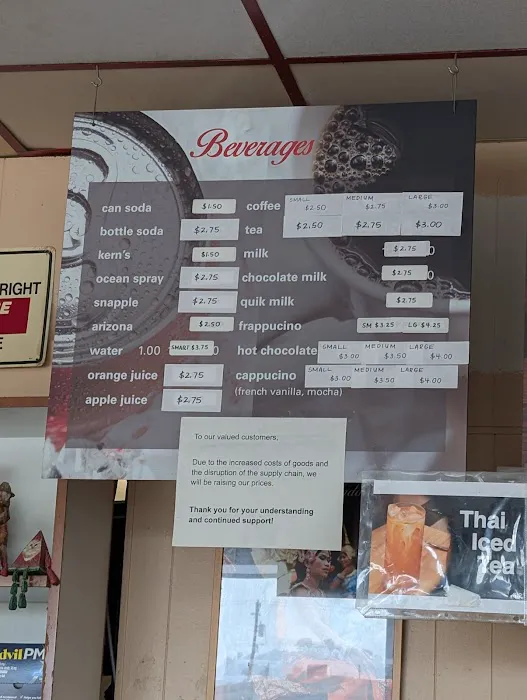 Beverages
can soda $1.50
bottle soda $2.75
kern's $1.50
ocean spray $2.75
snapple $2.75
arizona $2.50
water 1.00 SMART $3.75
orange juice $2.75
apple juice $2.75
SMALL MEDIUM LARGE
coffee $2.50 $2.75 $3.00
tea $2.50 $2.75 $3.00
milk $2.75
chocolate milk $2.75
quik milk $2.75
frappucino SM $3.25 LG $4.25
SMALL MEDIUM LARGE
hot chocolate $3.00 $3.50 $4.00
SMALL MEDIUM LARGE
cappucino $3.00 $3.50 $4.00
(french vanilla, mocha)
To our valued customers,
Due to the increased costs of goods and
the disruption of the supply chain, we
will be raising our prices.
Thank you for your understanding
and continued support!
Thai
Iced
Tea
RIGHT
E
E
dvil PM